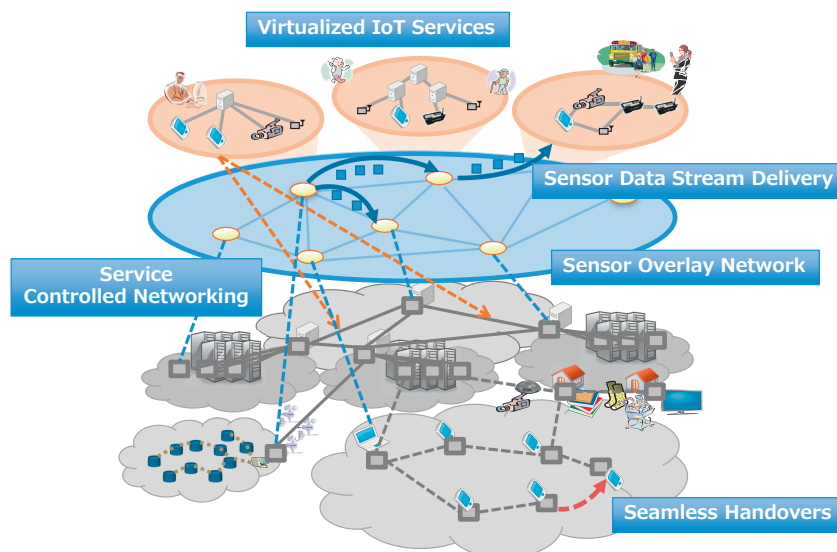 Virtualized IoT Services
Sensor Data Stream Delivery
Service
Controlled Networking
Sensor Overlay Network
Seamless Handovers